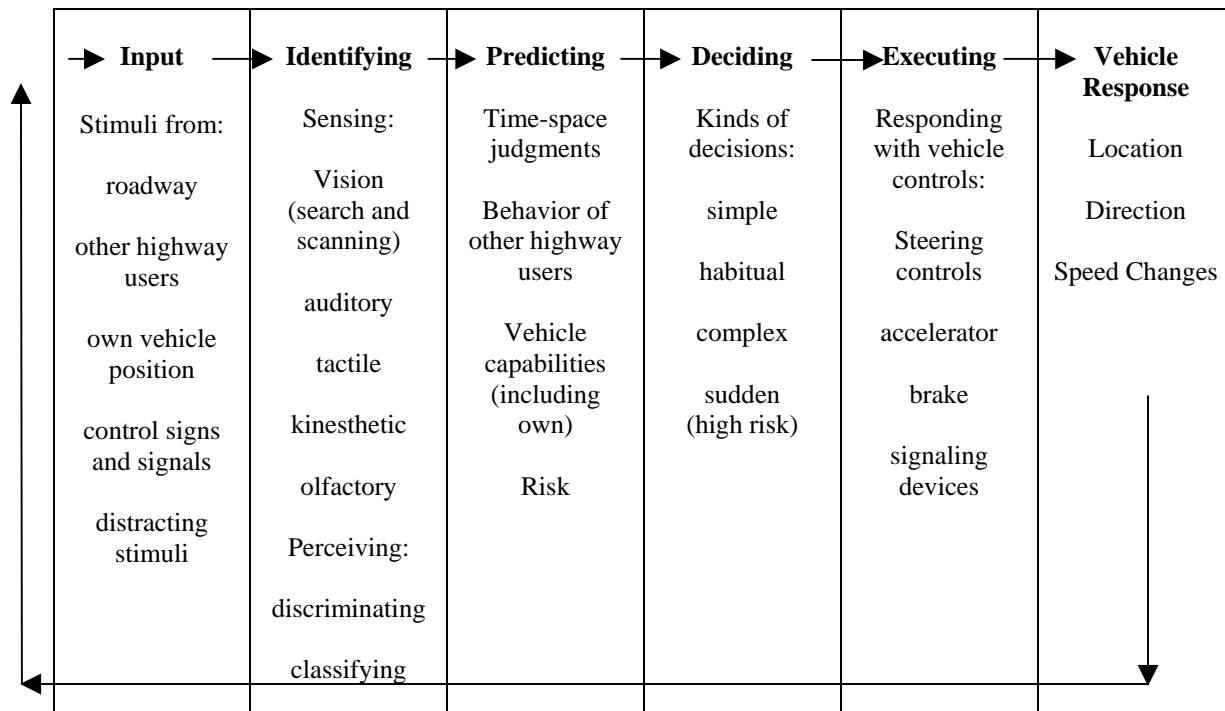 Input
Stimuli from:
roadway
other highway
users
own vehicle
position
control signs
and signals
distracting
stimuli
Identifying
Sensing:
Vision
(search and
scanning)
auditory
tactile
kinesthetic
olfactory
Perceiving:
discriminating
classifying
Predicting
Time-space
judgments
Behavior of
other highway
users
Vehicle
capabilities
(including
own)
Risk
Deciding
Kinds of
decisions:
simple
habitual
complex
sudden
(high risk)
Executing
Responding
with vehicle
controls:
Steering
controls
accelerator
brake
signaling
devices
Vehicle
Response
Location
Direction
Speed Changes